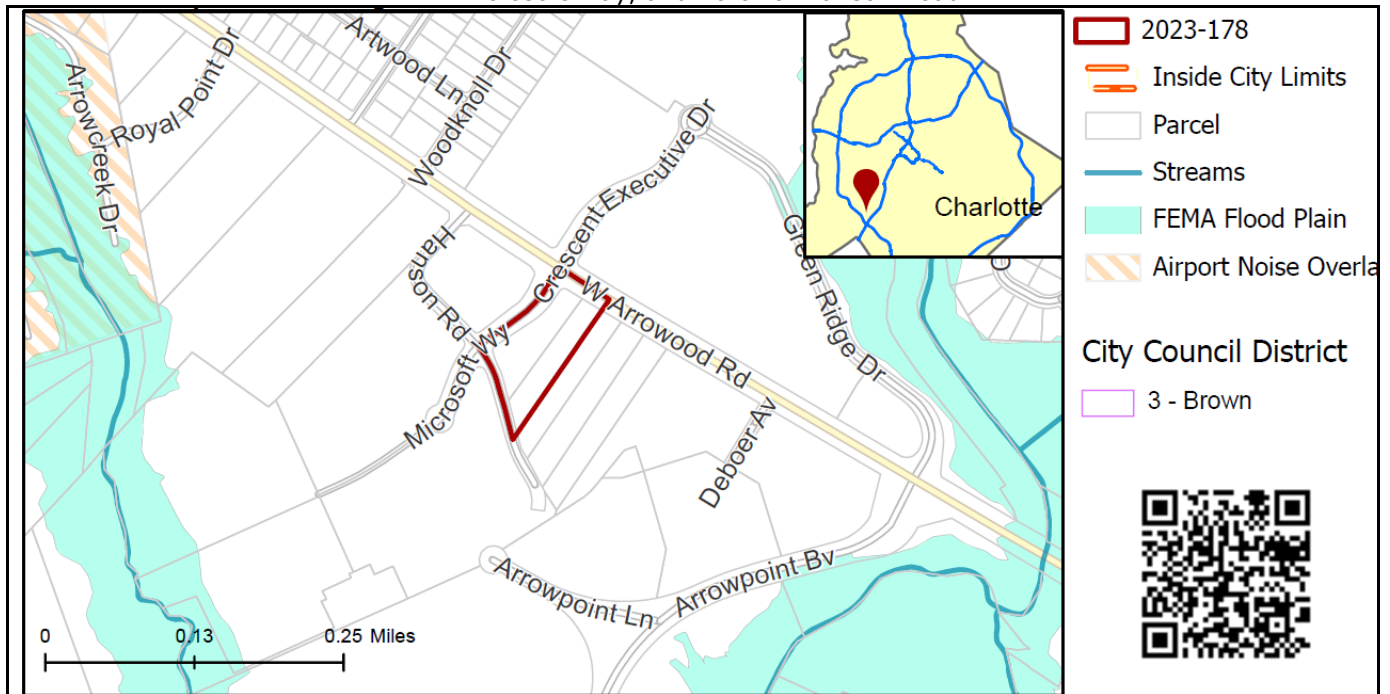 Artwood Ln
Royal Point Dr
Arrowcreek Dr
Woodknoll Dr
Crescent Executive Dr
Hanson Rd
W Arrowood Rd
Microsoft Wy
Green Ridge Dr
Deboer Av
Arrowpoint Bv
Arrowpoint Ln
0
0.13
0.25 Miles
Charlotte
2023-178
Inside City Limits
Parcel
Streams
FEMA Flood Plain
Airport Noise Overla
City Council District
3 - Brown